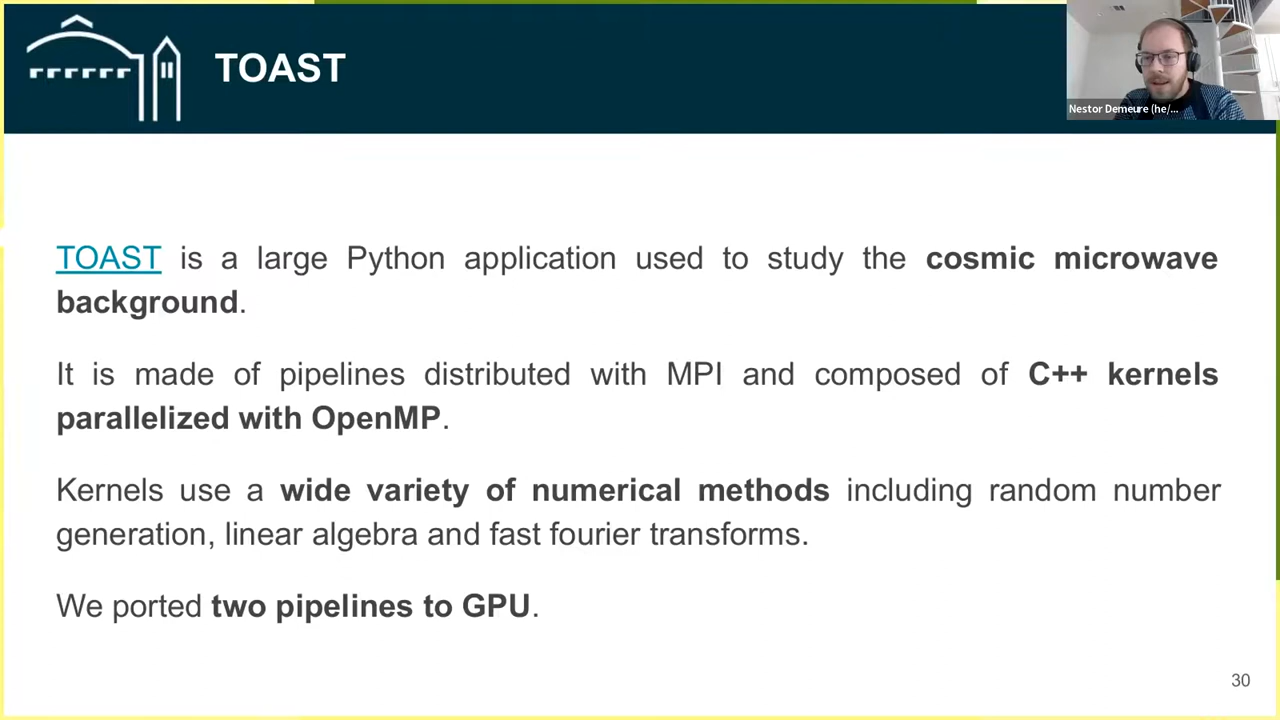 TOAST
Nestor Demeure (he/...
TOAST is a large Python application used to study the cosmic microwave
background.
It is made of pipelines distributed with MPI and composed of C++ kernels
parallelized with OpenMP.
Kernels use a wide variety of numerical methods including random number
generation, linear algebra and fast fourier transforms.
We ported two pipelines to GPU.
30